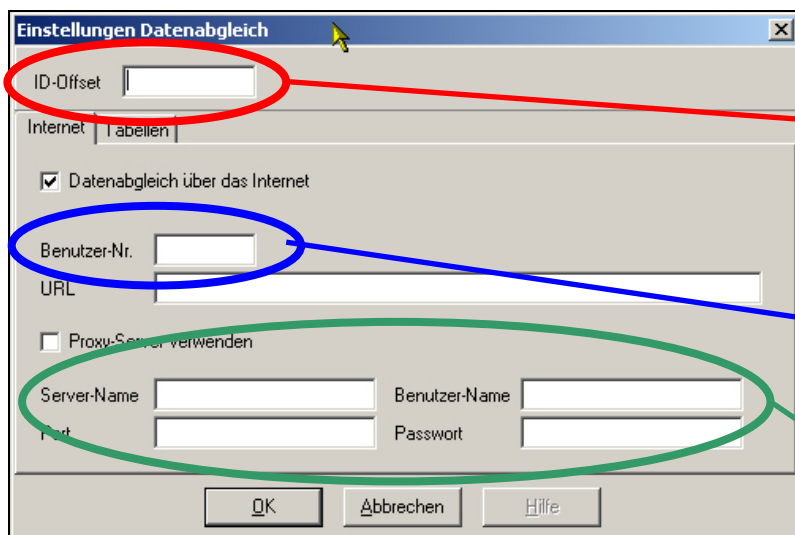 Einstellungen Datenabgleich
ID-Offset
Internet Tabellen
Datenabgleich über das Internet
Benutzer-Nr.
URL
Proxy-Server verwenden
Server-Name Benutzer-Name
Port Passwort
OK Abbrechen Hilfe